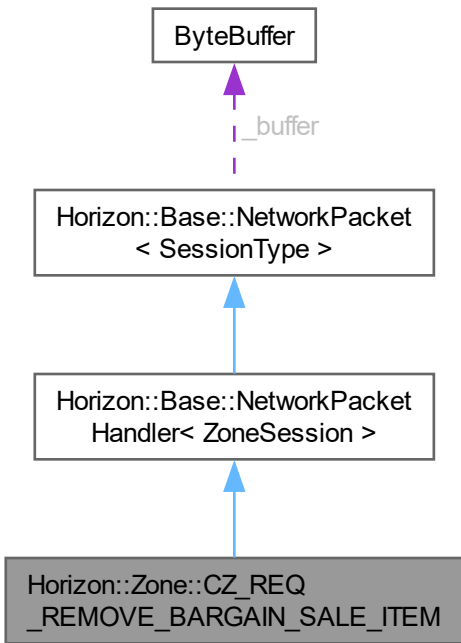 ByteBuffer
_buffer
Horizon::Base::NetworkPacket
< SessionType >
Horizon::Base::NetworkPacket
Handler< ZoneSession >
Horizon::Zone::CZ_REQ
_REMOVE_BARGAIN_SALE_ITEM